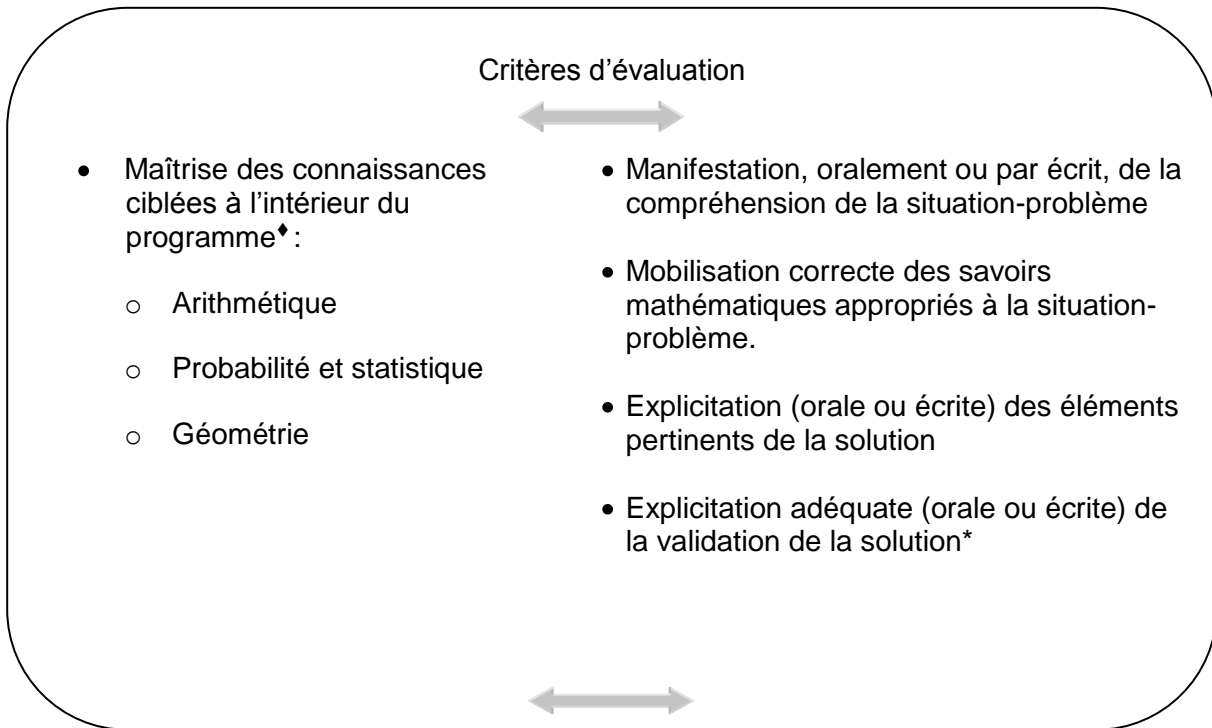 Critères d’évaluation
• Maîtrise des connaissances
ciblées à l’intérieur du
programme♦ :
o Arithmétique
o Probabilité et statistique
o Géométrie
• Manifestation, oralement ou par écrit, de la
compréhension de la situation-problème
• Mobilisation correcte des savoirs
mathématiques appropriés à la situation-
problème.
• Explicitation (orale ou écrite) des éléments
pertinents de la solution
• Explicitation adéquate (orale ou écrite) de
la validation de la solution*